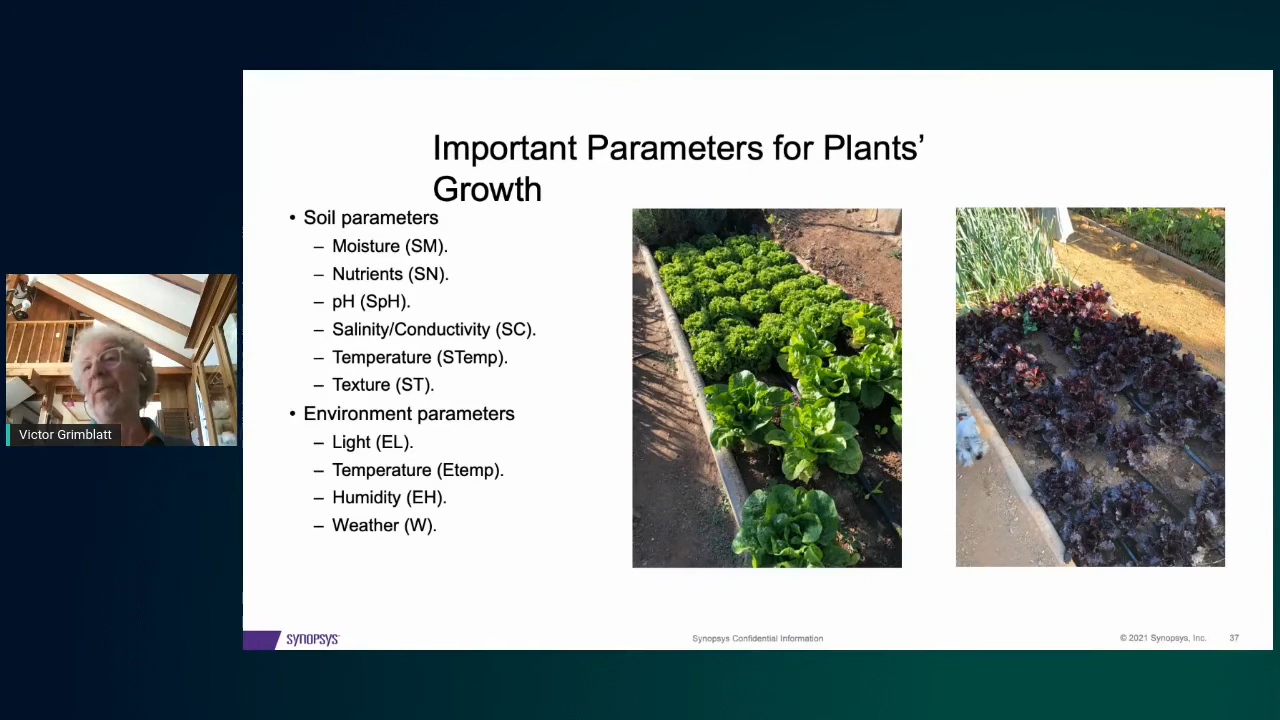 Important Parameters for Plants’
Growth
• Soil parameters
– Moisture (SM).
– Nutrients (SN).
– pH (SpH).
– Salinity/Conductivity (SC).
– Temperature (STemp).
– Texture (ST).
• Environment parameters
– Light (EL).
– Temperature (Etemp).
– Humidity (EH).
– Weather (W).
Victor Grimblatt
SYNOPSYS
Synopsys Confidential Information
© 2021 Synopsys, Inc.
37